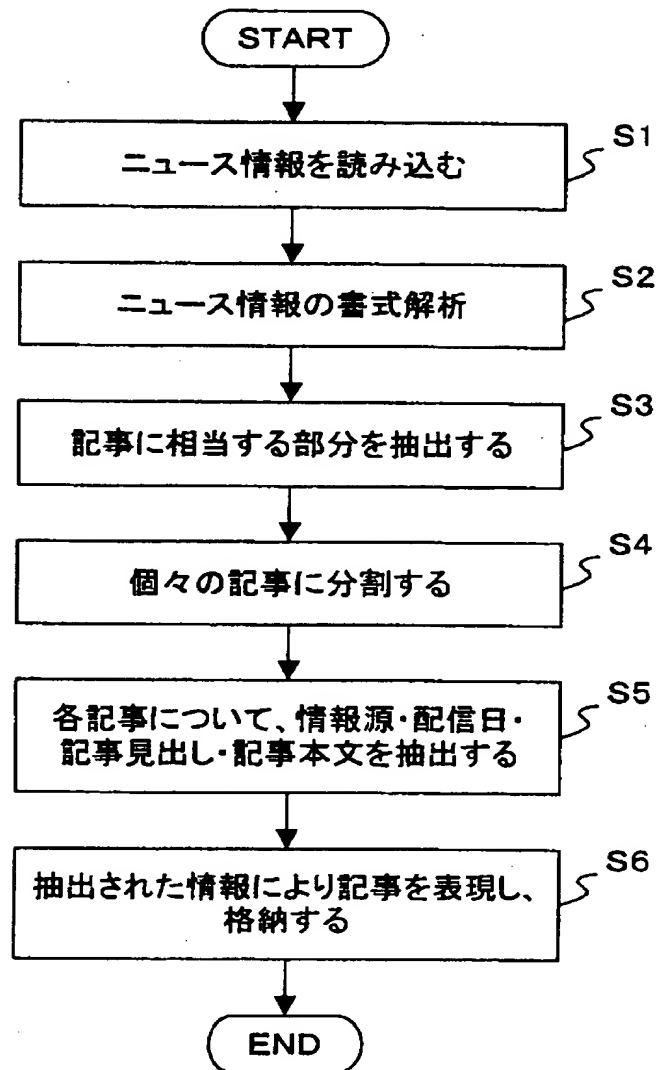 START
ニュース情報を読み込む
S1
ニュース情報の書式解析
S2
記事に相当する部分を抽出する
S3
個々の記事に分割する
S4
各記事について、情報源・配信日・
記事見出し・記事本文を抽出する
S5
抽出された情報により記事を表現し、
格納する
S6
END